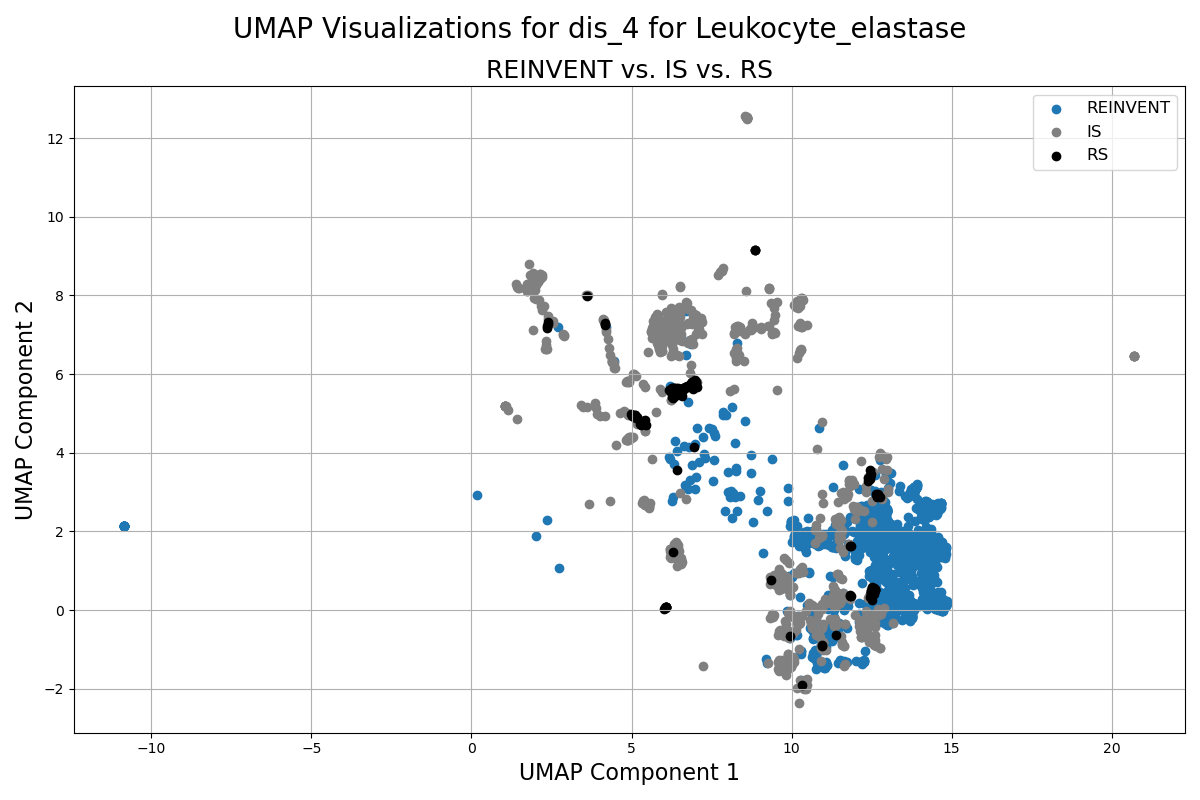 UMAP Visualizations for dis_4 for Leukocyte_elastase
REINVENT vs. IS vs. RS
REINVENT
IS
RS
12
10
8
6
4
2
0
−2
UMAP Component 2
−10
−5
0
5
10
15
20
UMAP Component 1